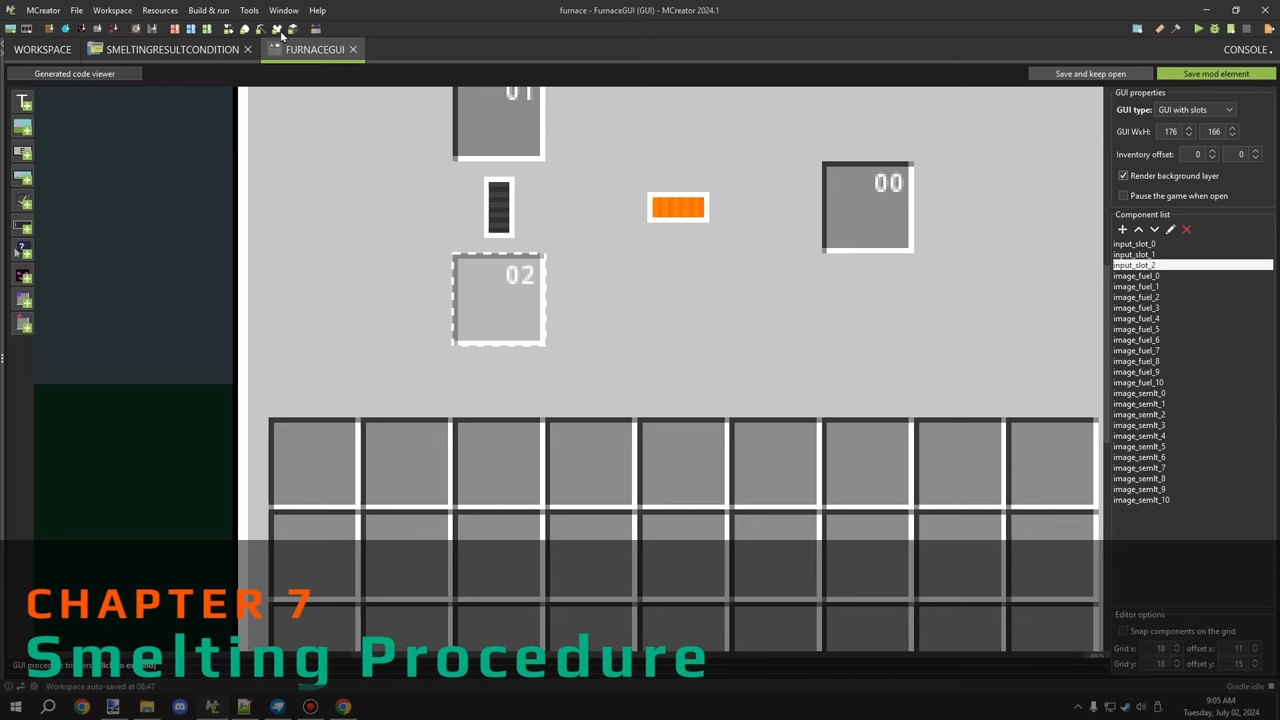 MCreator File Workspace Resources Build & run Tools Window Help
furnace - FurnaceGUI (GUI) - MCreator 2024.1
WORKSPACE
SMELTINGRESULTCONDITION
FURNACEGUI
CONSOLE
Generated code viewer
Save and keep open
Save mod element
GUI properties
GUI type: GUI with slots
GUI WxH: 176 166
Inventory offset: 0 0
Render background layer
Pause the game when open
Component list
input_slot_0
input_slot_1
input_slot_2
image_fuel_0
image_fuel_1
image_fuel_2
image_fuel_3
image_fuel_4
image_fuel_5
image_fuel_6
image_fuel_7
image_fuel_8
image_fuel_9
image_fuel_10
image_semlt_0
image_semlt_1
image_semlt_2
image_semlt_3
image_semlt_4
image_semlt_5
image_semlt_6
image_semlt_7
image_semlt_8
image_semlt_9
image_semlt_10
01
00
02
CHAPTER 7
Smelting Procedure
Editor options
Snap components on the grid
Grid x: 18 offset x: 11
Grid y: 18 offset y: 15
GUI procedure triggers
Workspace auto-saved at 08:47
Gradle idle
9:05 AM
Tuesday, July 02, 2024